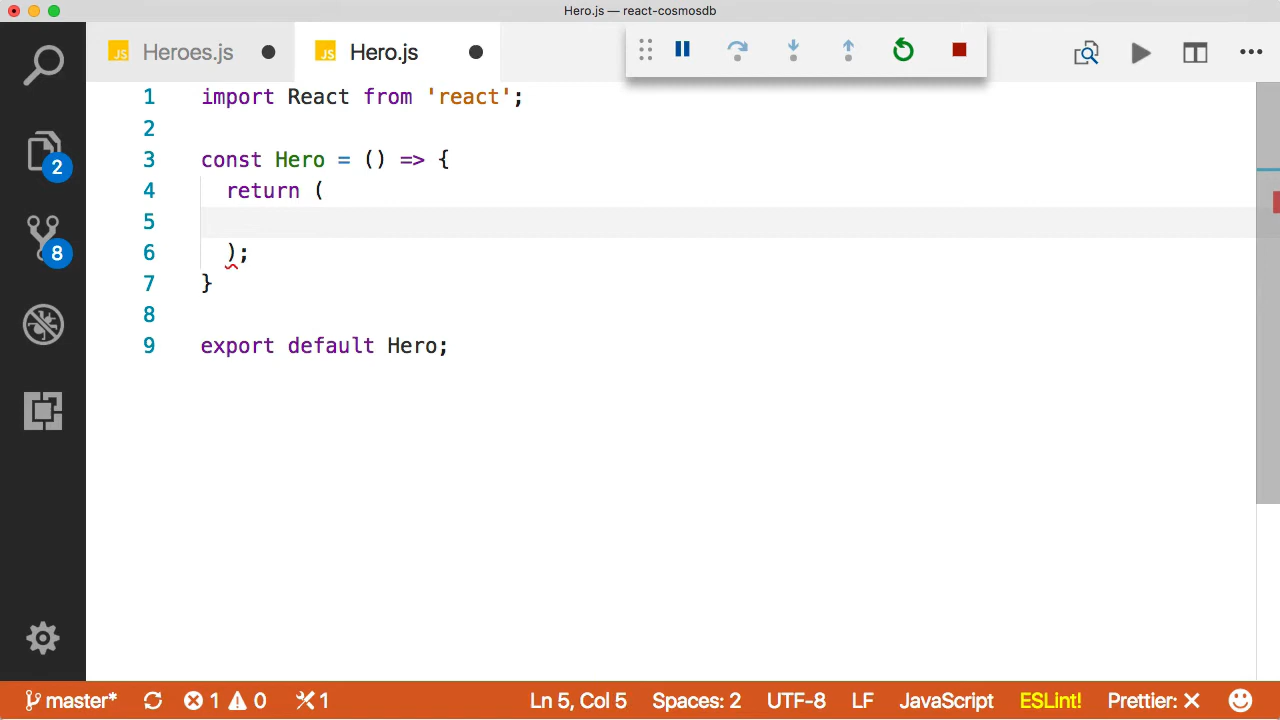 Hero.js — react-cosmosdb
JS Heroes.js
JS Hero.js
1 import React from 'react';
2
3 const Hero = () => {
4 return (
5
6 );
7 }
8
9 export default Hero;
2
8
master* 1 0 1 Ln 5, Col 5 Spaces: 2 UTF-8 LF JavaScript ESLint! Prettier: ✕